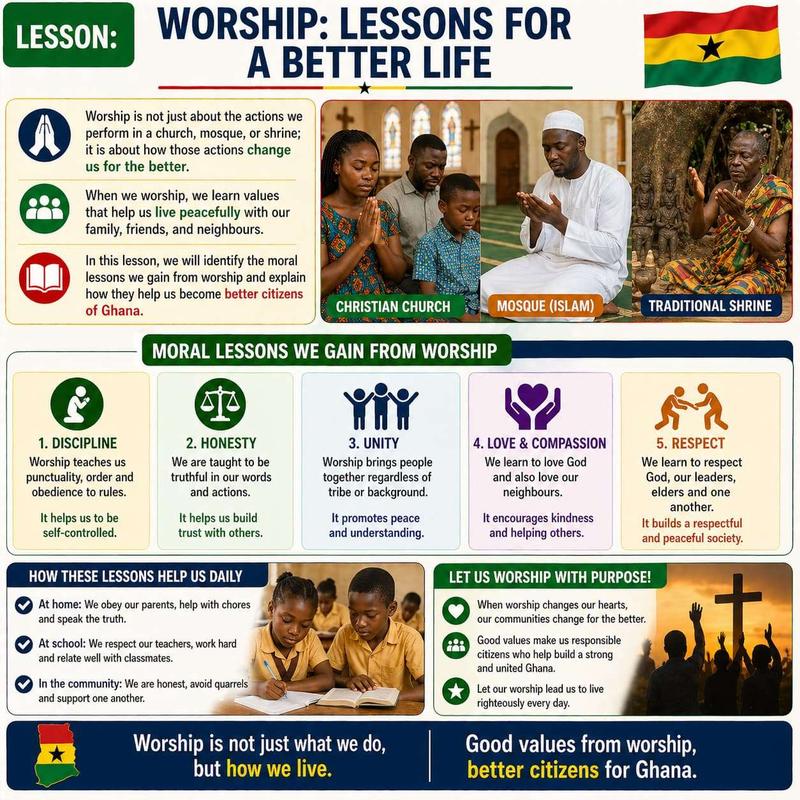 LESSON:
WORSHIP: LESSONS FOR
A BETTER LIFE
Worship is not just about the actions we
perform in a church, mosque, or shrine;
it is about how those actions change
us for the better.
When we worship, we learn values
that help us live peacefully with our
family, friends, and neighbours.
In this lesson, we will identify the moral
lessons we gain from worship and explain
how they help us become better citizens
of Ghana.
CHRISTIAN CHURCH
MOSQUE (ISLAM)
TRADITIONAL SHRINE
MORAL LESSONS WE GAIN FROM WORSHIP
1. DISCIPLINE
Worship teaches us
punctuality, order and
obedience to rules.
It helps us to be
self-controlled.
2. HONESTY
We are taught to be
truthful in our words
and actions.
It helps us build
trust with others.
3. UNITY
Worship brings people
together regardless of
tribe or background.
It promotes peace
and understanding.
4. LOVE & COMPASSION
We learn to love God
and also love our
neighbours.
It encourages kindness
and helping others.
5. RESPECT
We learn to respect
God, our leaders,
elders and one
another.
It builds a respectful
and peaceful society.
HOW THESE LESSONS HELP US DAILY
At home: We obey our parents, help with chores
and speak the truth.
At school: We respect our teachers, work hard
and relate well with classmates.
In the community: We are honest, avoid quarrels
and support one another.
LET US WORSHIP WITH PURPOSE!
When worship changes our hearts,
our communities change for the better.
Good values make us responsible
citizens who help build a strong
and united Ghana.
Let our worship lead us to live
righteously every day.
Worship is not just what we do,
but how we live.
Good values from worship,
better citizens for Ghana.